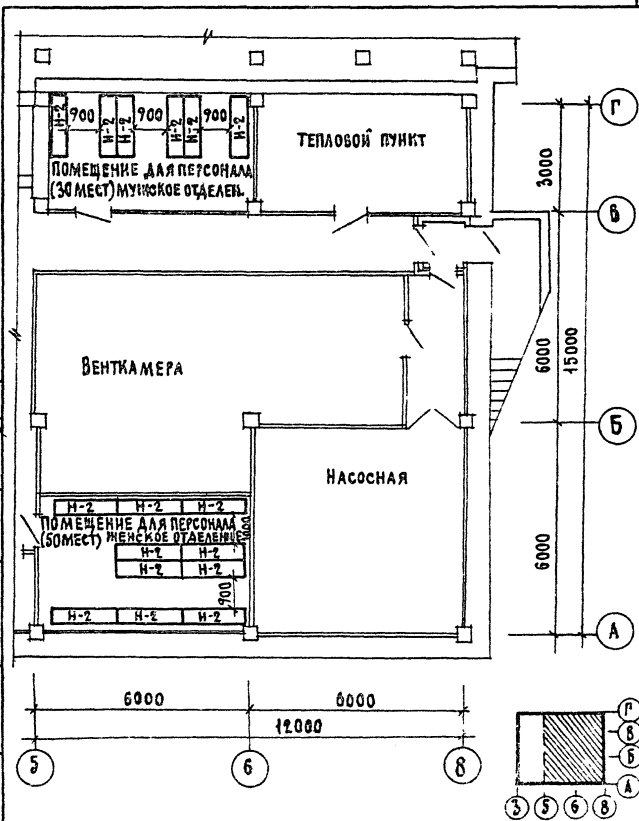 Н-2 900 Н-2 Н-2 900 Н-2 Н-2 900 Н-2
ТЕПЛОВОЙ ПУНКТ
ПОМЕЩЕНИЕ ДЛЯ ПЕРСОНАЛА
(30 МЕСТ) МУЖСКОЕ ОТДЕЛЕН.
Г
3000
В
ВЕНТКАМЕРА
6000
15000
Б
НАСОСНАЯ
Н-2 Н-2 Н-2
ПОМЕЩЕНИЕ ДЛЯ ПЕРСОНАЛА
(50МЕСТ) ЖЕНСКОЕ ОТДЕЛЕНИЕ
Н-2 Н-2
Н-2 Н-2
900
Н-2 Н-2 Н-2
6000
А
6000 6000
12000
5 6 8
Г
В
Б
А
3 5 6 8